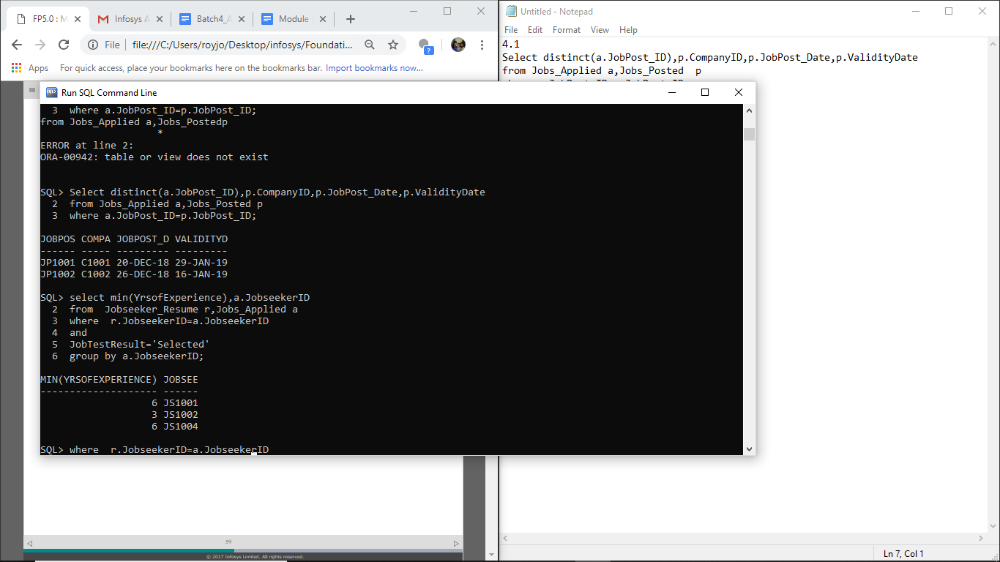 FP5.0 : M
Infosys A
Batch4_A
Module
File
file:///C:/Users/royjo/Desktop/infosys/Foundati...
Apps
For quick access, place your bookmarks here on the bookmarks bar. Import bookmarks now...
Untitled - Notepad
File Edit Format View Help
4.1
Select distinct(a.JobPost_ID),p.CompanyID,p.JobPost_Date,p.ValidityDate
from Jobs_Applied a,Jobs_Posted  p
Run SQL Command Line
  3  where a.JobPost_ID=p.JobPost_ID;
from Jobs_Applied a,Jobs_Postedp
                    *
ERROR at line 2:
ORA-00942: table or view does not exist
SQL> Select distinct(a.JobPost_ID),p.CompanyID,p.JobPost_Date,p.ValidityDate
  2  from Jobs_Applied a,Jobs_Posted p
  3  where a.JobPost_ID=p.JobPost_ID;
JOBPOS COMPA JOBPOST_D VALIDITYD
------ ----- --------- ---------
JP1001 C1001 20-DEC-18 29-JAN-19
JP1002 C1002 26-DEC-18 16-JAN-19
SQL> select min(YrsofExperience),a.JobseekerID
  2  from  Jobseeker_Resume r,Jobs_Applied a
  3  where  r.JobseekerID=a.JobseekerID
  4  and
  5  JobTestResult='Selected'
  6  group by a.JobseekerID;
MIN(YRSOFEXPERIENCE) JOBSEE
-------------------- ------
                   6 JS1001
                   3 JS1002
                   6 JS1004
SQL> where  r.JobseekerID=a.JobseekerID
59
© 2017 Infosys Limited. All rights reserved.
Ln 7, Col 1